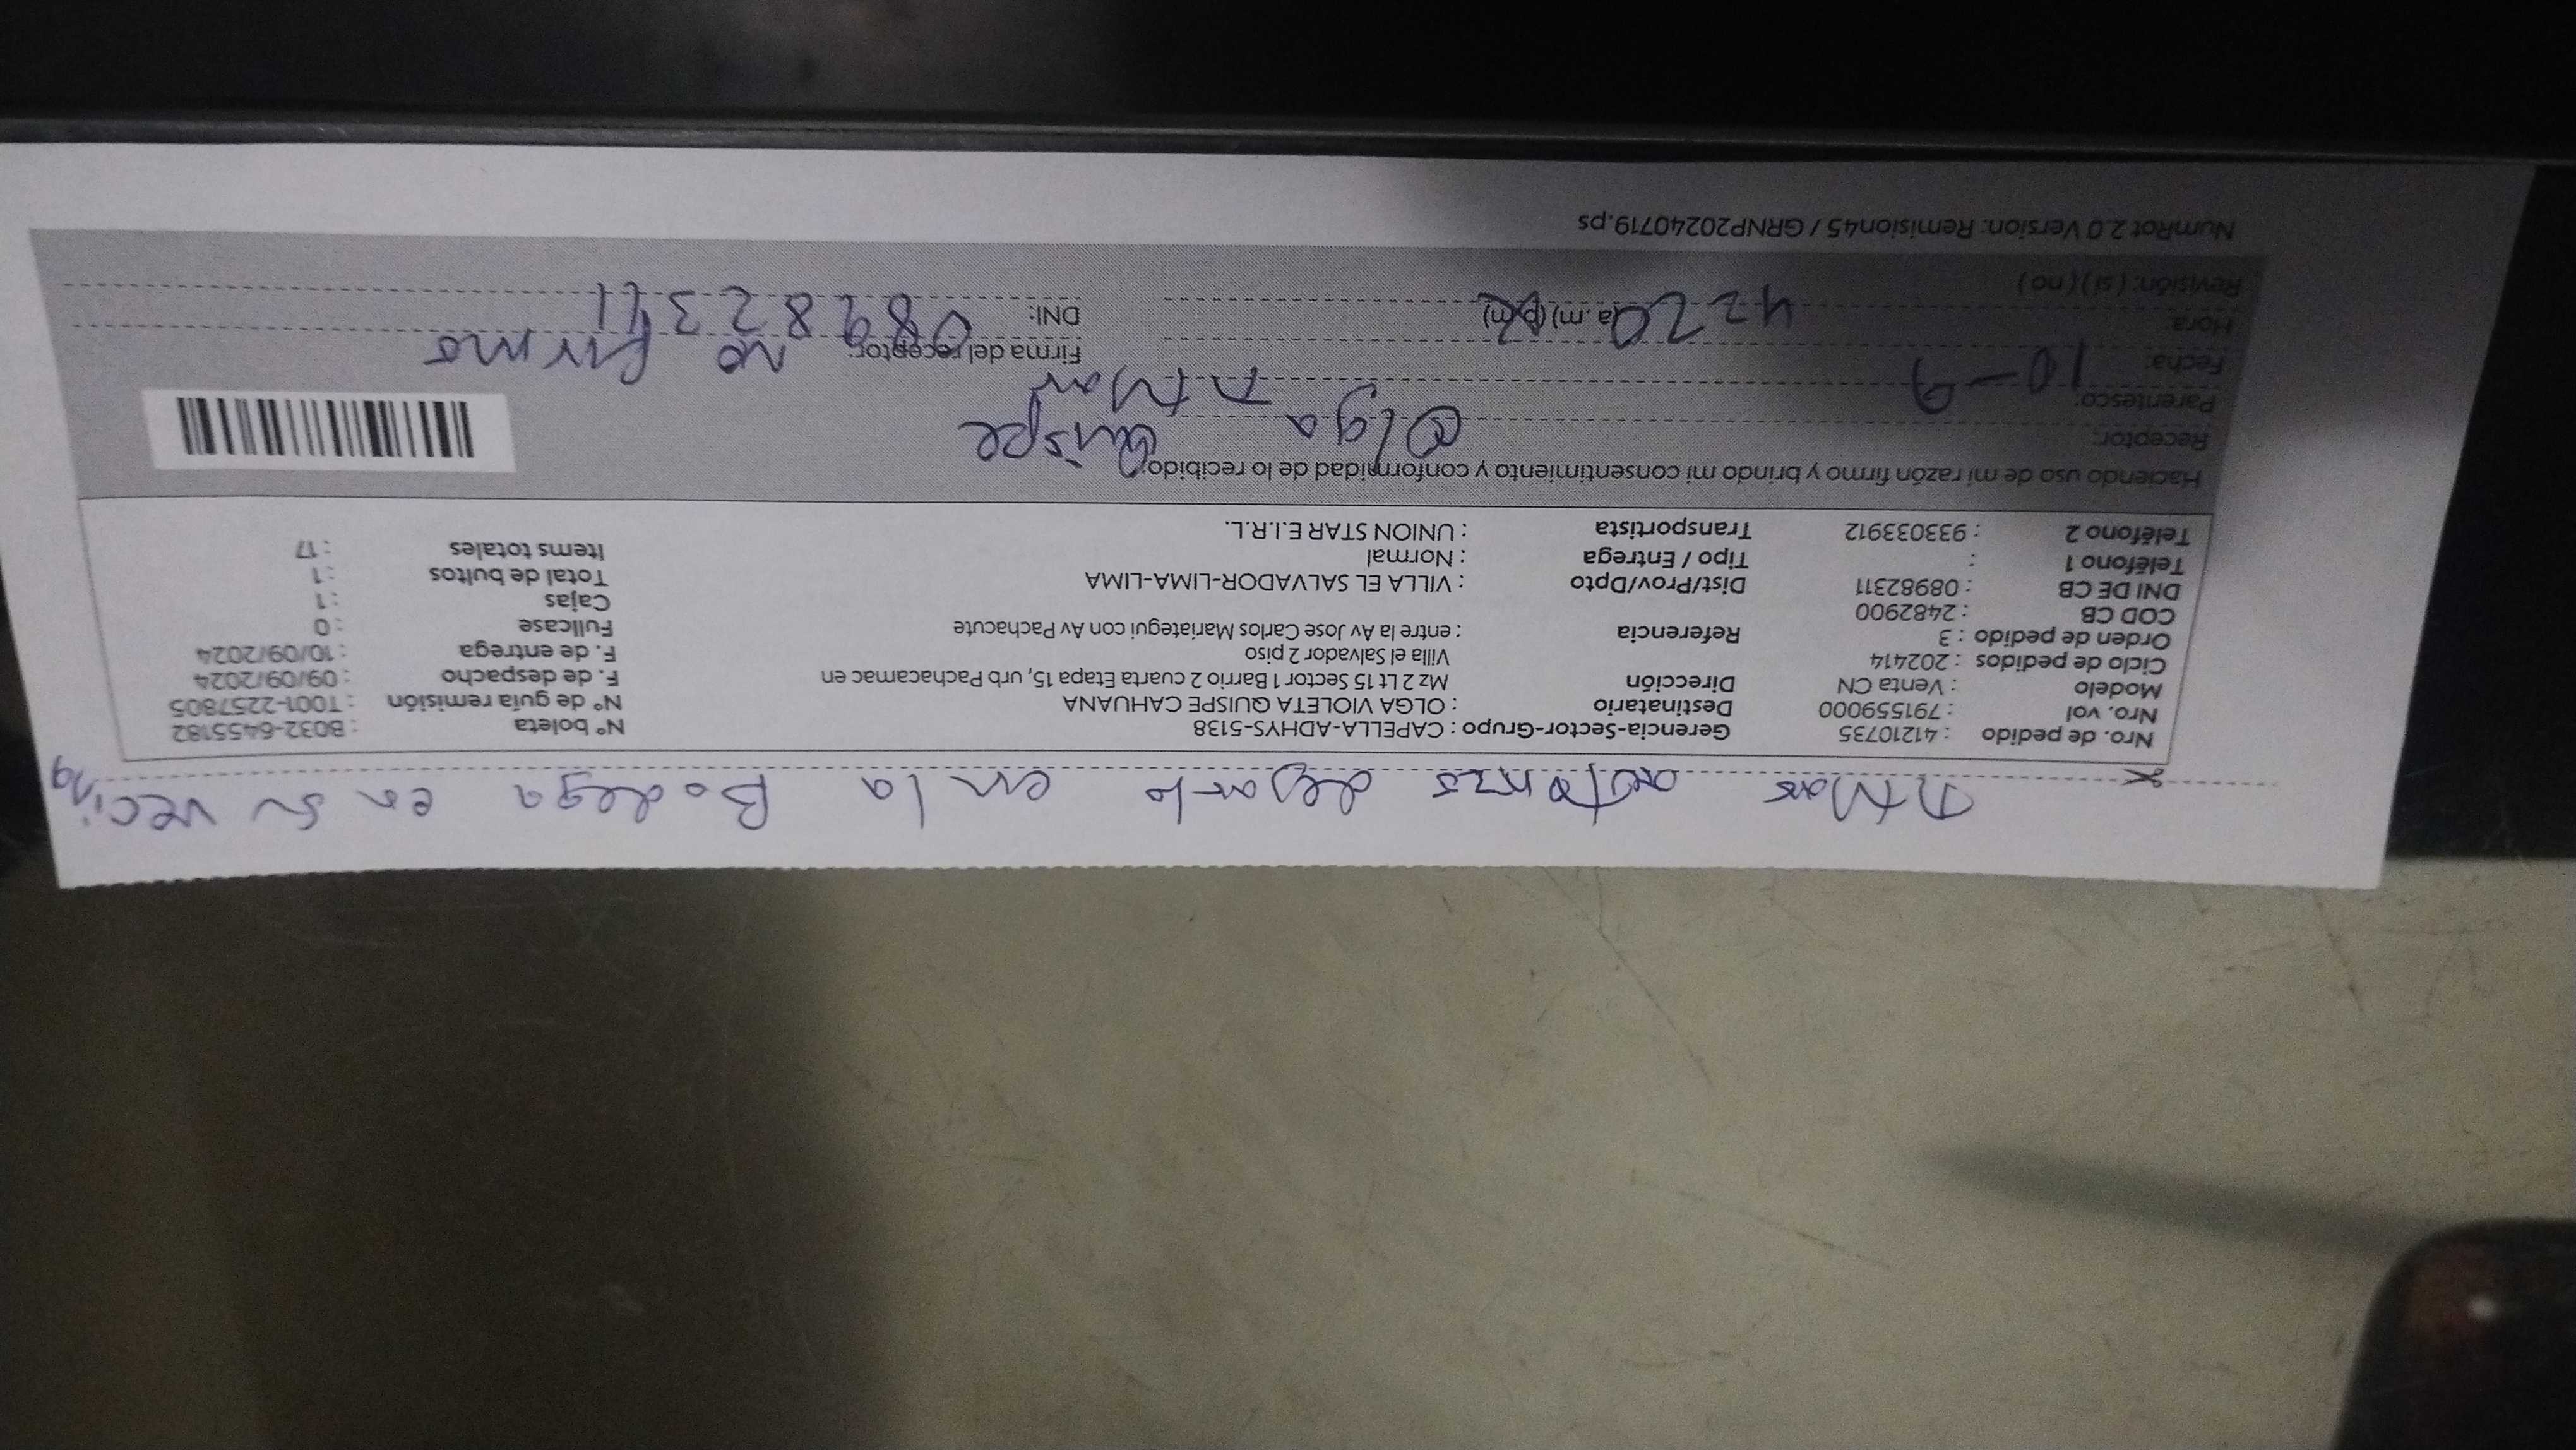 Titular autorizo dejarlo en la Bodega en su vecina
Nro. de pedido : 41210735 Gerencia-Sector-Grupo : CAPELLA-ADHYS-5138 N° boleta : B032-6455182
Nro. vol : 791559000 Destinatario : OLGA VIOLETA QUISPE CAHUANA N° de guía remisión : T001-2257805
Modelo : Venta CN Dirección Mz 2 Lt 15 Sector 1 Barrio 2 cuarta Etapa 15, urb Pachacamac en F. de despacho : 09/09/2024
Ciclo de pedidos : 202414 Villa el Salvador 2 piso F. de entrega : 10/09/2024
Orden de pedido : 3 Referencia : entre la Av Jose Carlos Mariategui con Av Pachacute Fullcase : 0
COD CB : 2482900 Cajas : 1
DNI DE CB : 08982311 Dist/Prov/Dpto : VILLA EL SALVADOR-LIMA-LIMA Total de bultos : 1
Teléfono 1 : Tipo / Entrega : Normal Items totales : 17
Teléfono 2 : 933033912 Transportista : UNION STAR E.I.R.L.
Haciendo uso de mi razón firmo y brindo mi consentimiento y conformidad de lo recibido:
Receptor: Olga Quispe
Parentesco:
Fecha: 10-9 Firma del receptor: no firmo
Hora: (a.m) (p.m)
Revisión: ( si ) ( no ) DNI: 08982311
NumRot 2.0 Version: Remision45 / GRNP20240719.ps